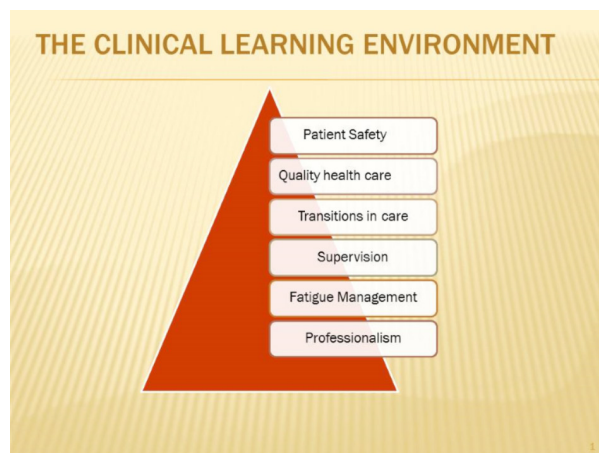 THE CLINICAL LEARNING ENVIRONMENT
Patient Safety
Quality health care
Transitions in care
Supervision
Fatigue Management
Professionalism
1